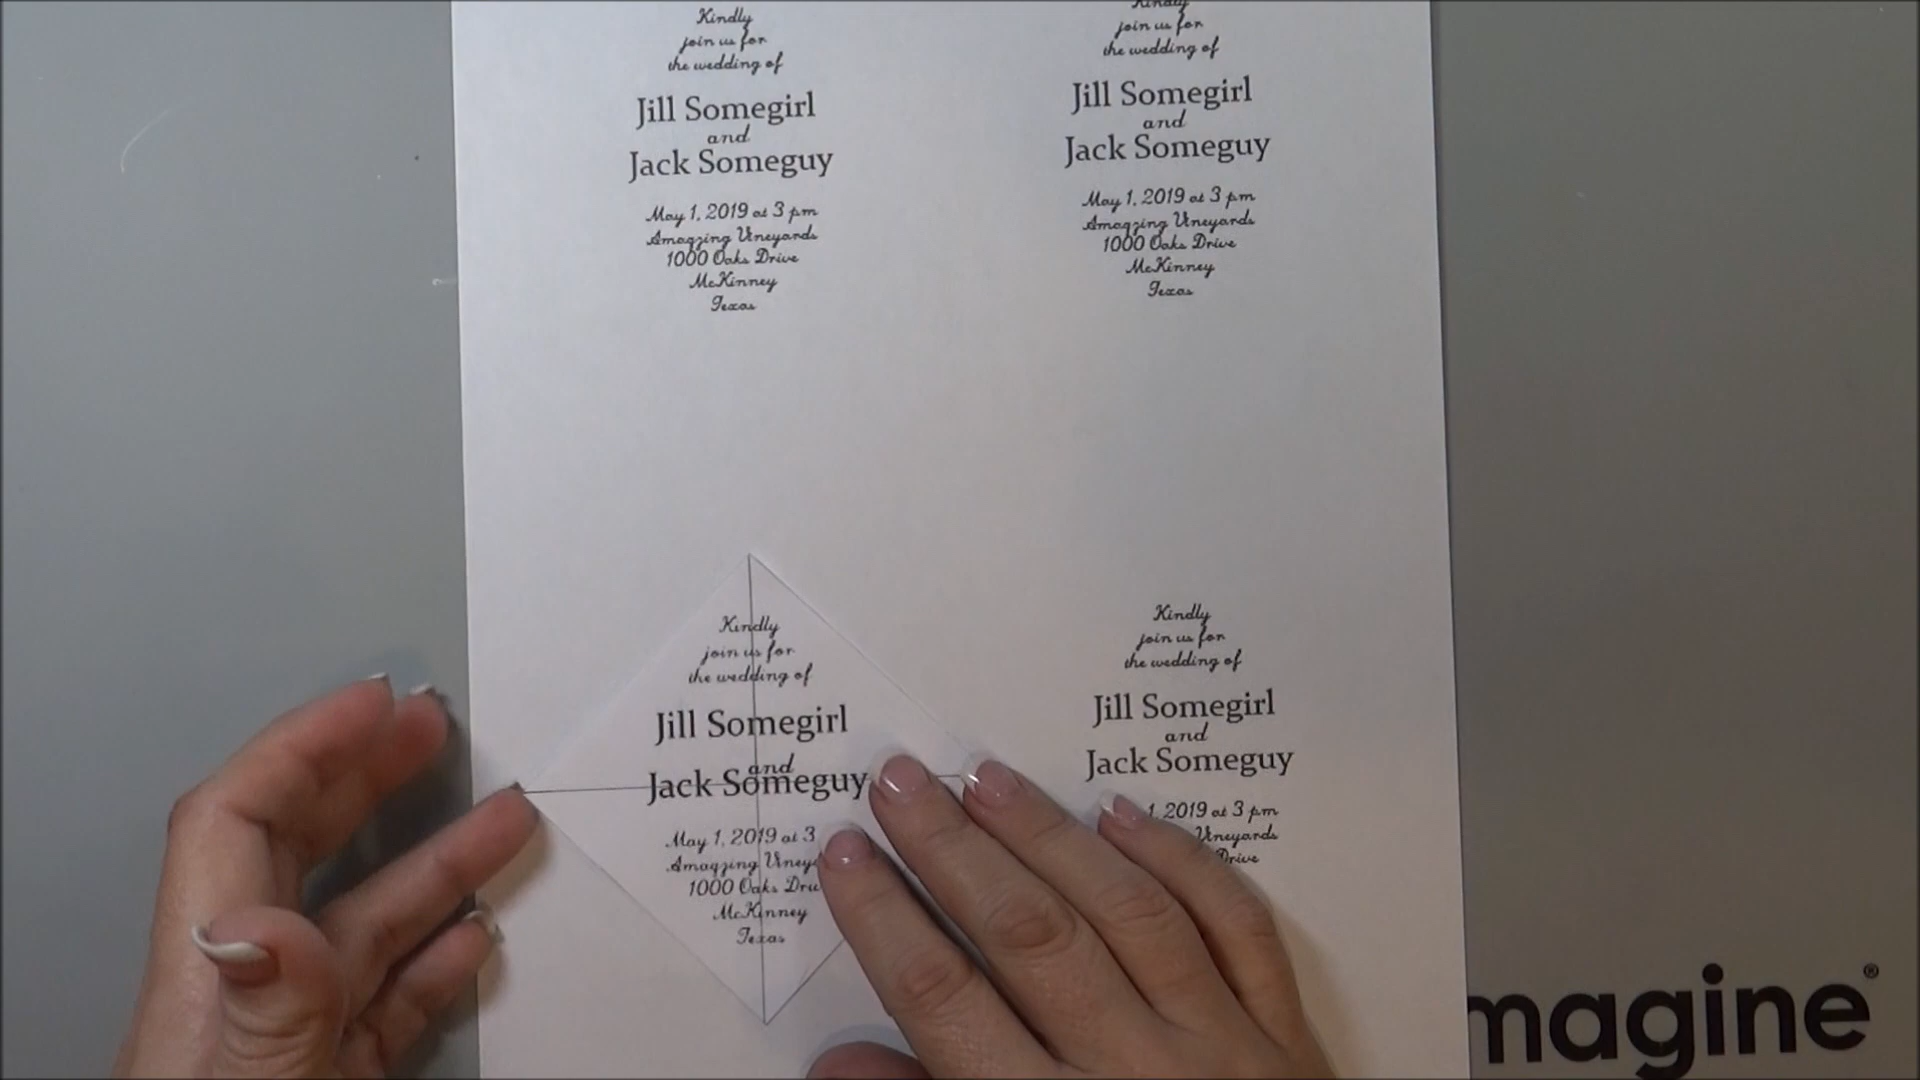 Kindly
join us for
the wedding of
Jill Somegirl
and
Jack Someguy
May 1, 2019 at 3 pm
Amagzing Vineyards
1000 Oaks Drive
McKinney
Texas
Kindly
join us for
the wedding of
Jill Somegirl
and
Jack Someguy
May 1, 2019 at 3 pm
Amagzing Vineyards
1000 Oaks Drive
McKinney
Texas
Kindly
join us for
the wedding of
Jill Somegirl
and
Jack Someguy
May 1, 2019 at 3
Amagzing
1000 Oaks
McKinney
Texas
Kindly
join us for
the wedding of
Jill Somegirl
and
Jack Someguy
1, 2019 at 3 pm
Vineyards
Drive
magine®